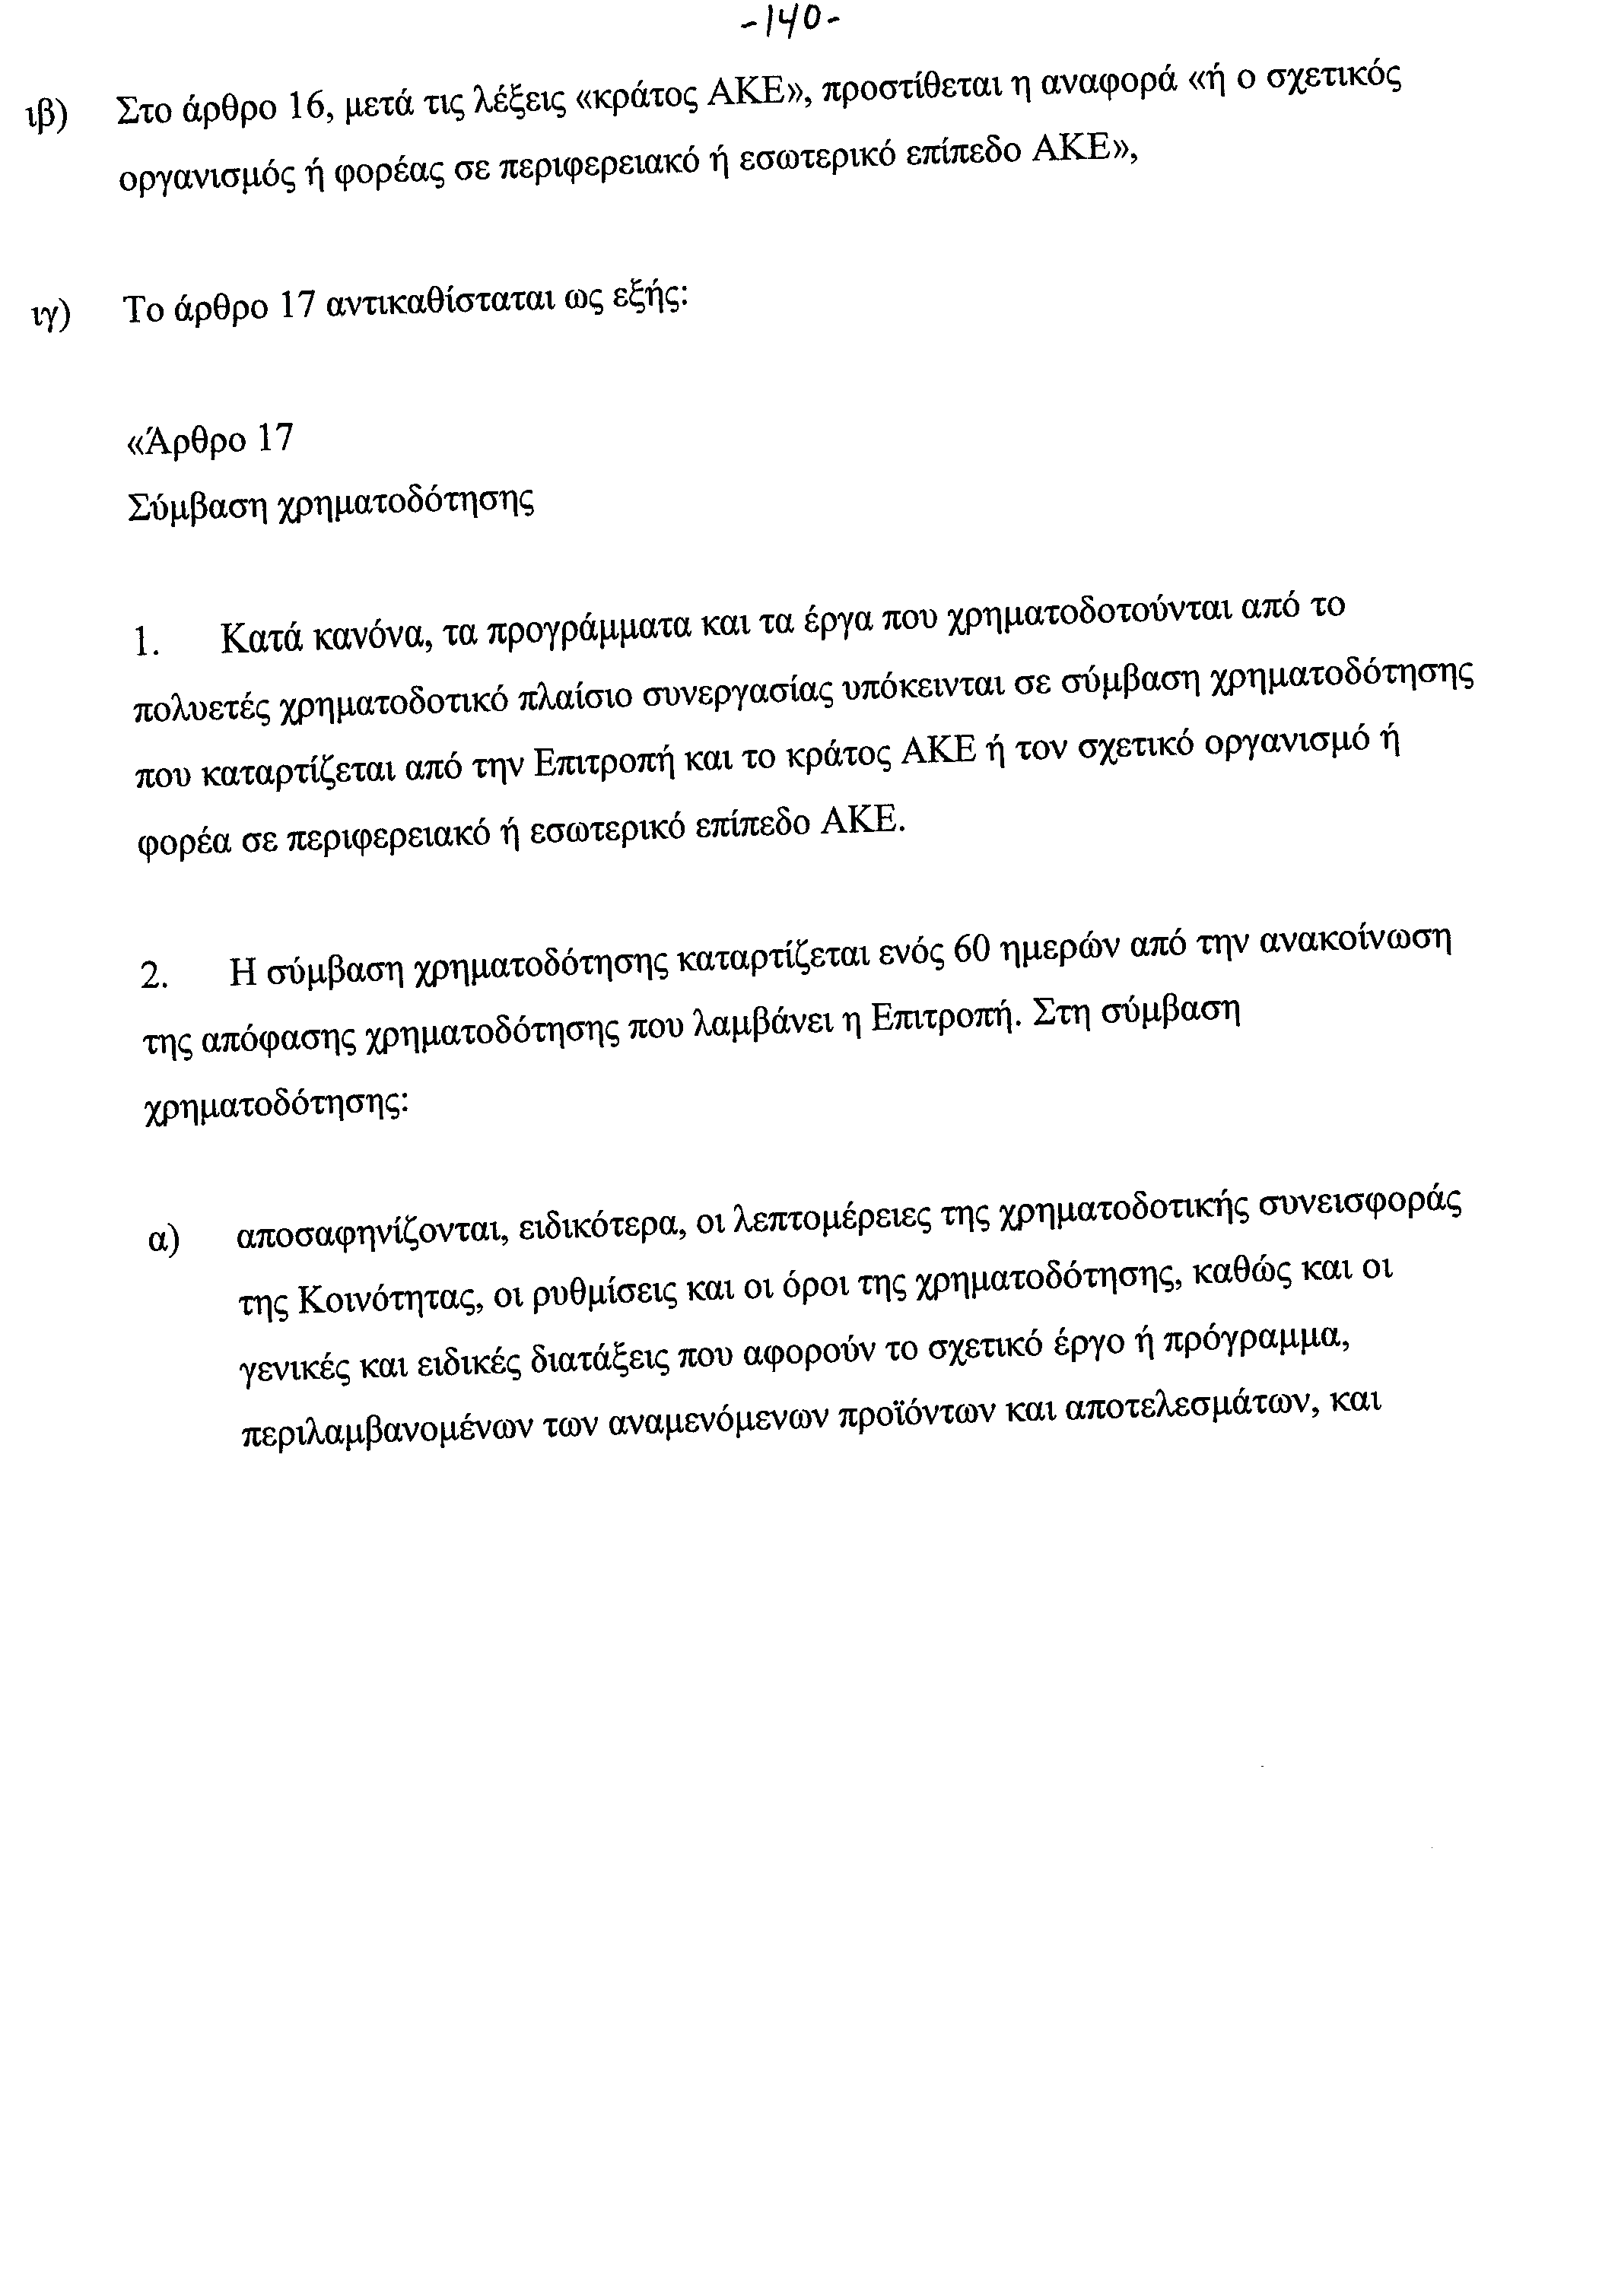 -140-
ιβ) Στο άρθρο 16, μετά τις λέξεις «κράτος ΑΚΕ», προστίθεται η αναφορά «ή ο σχετικός
οργανισμός ή φορέας σε περιφερειακό ή εσωτερικό επίπεδο ΑΚΕ»,
ιγ) Το άρθρο 17 αντικαθίσταται ως εξής:
«Άρθρο 17
Σύμβαση χρηματοδότησης
1. Κατά κανόνα, τα προγράμματα και τα έργα που χρηματοδοτούνται από το
πολυετές χρηματοδοτικό πλαίσιο συνεργασίας υπόκεινται σε σύμβαση χρηματοδότησης
που καταρτίζεται από την Επιτροπή και το κράτος ΑΚΕ ή τον σχετικό οργανισμό ή
φορέα σε περιφερειακό ή εσωτερικό επίπεδο ΑΚΕ.
2. Η σύμβαση χρηματοδότησης καταρτίζεται ενός 60 ημερών από την ανακοίνωση
της απόφασης χρηματοδότησης που λαμβάνει η Επιτροπή. Στη σύμβαση
χρηματοδότησης:
α) αποσαφηνίζονται, ειδικότερα, οι λεπτομέρειες της χρηματοδοτικής συνεισφοράς
της Κοινότητας, οι ρυθμίσεις και οι όροι της χρηματοδότησης, καθώς και οι
γενικές και ειδικές διατάξεις που αφορούν το σχετικό έργο ή πρόγραμμα,
περιλαμβανομένων των αναμενόμενων προϊόντων και αποτελεσμάτων, και